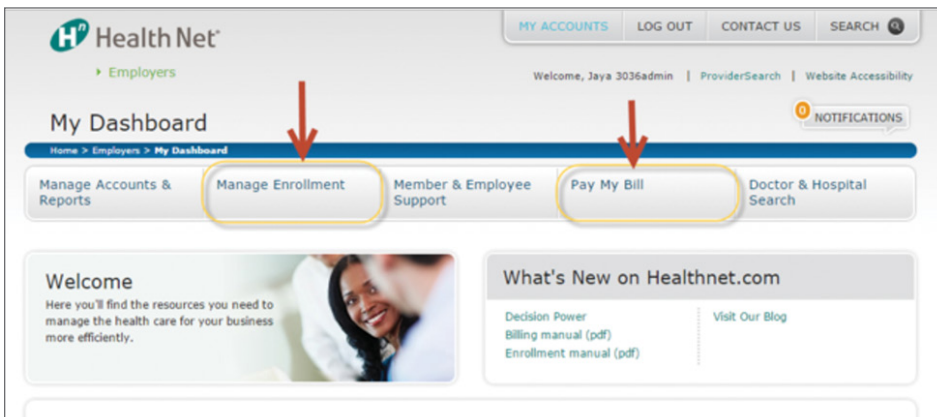 MY ACCOUNTS LOG OUT CONTACT US SEARCH
Health Net®
Employers
Welcome, Jaya 3036admin | ProviderSearch | Website Accessibility
My Dashboard
0 NOTIFICATIONS
Home > Employers > My Dashboard
Manage Accounts &
Reports
Manage Enrollment
Member & Employee
Support
Pay My Bill
Doctor & Hospital
Search
Welcome
Here you'll find the resources you need to
manage the health care for your business
more efficiently.
What's New on Healthnet.com
Decision Power
Billing manual (pdf)
Enrollment manual (pdf)
Visit Our Blog